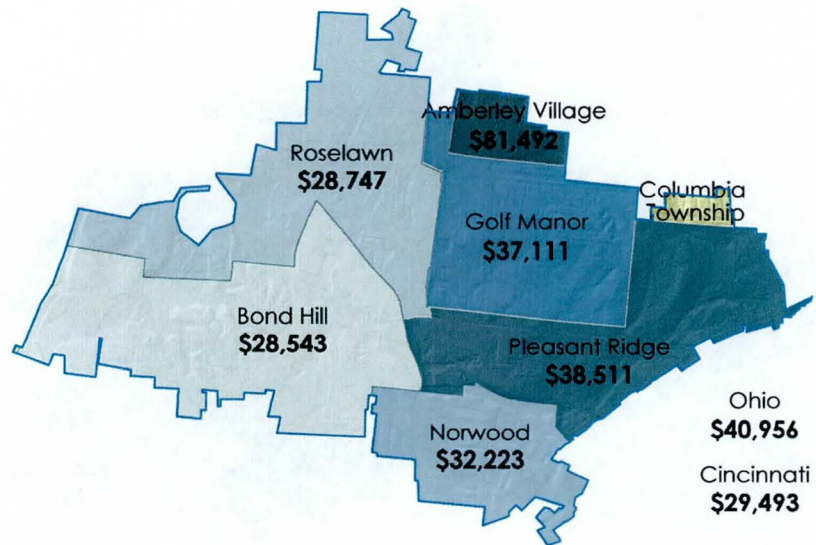 Amberley Village
$81,492
Roselawn
$28,747
Columbia
Township
Golf Manor
$37,111
Bond Hill
$28,543
Pleasant Ridge
$38,511
Ohio
$40,956
Norwood
$32,223
Cincinnati
$29,493